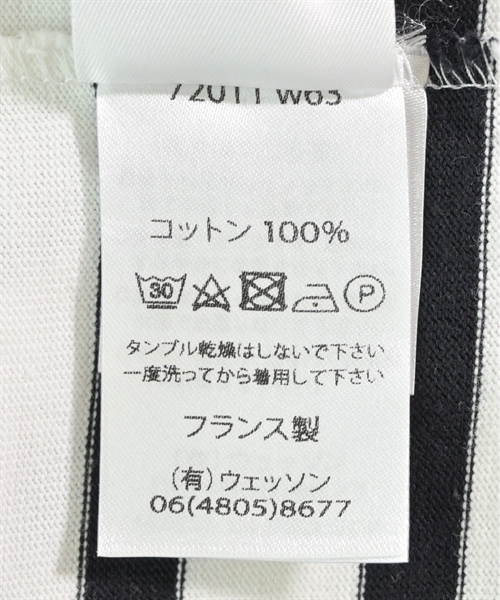 72011 W63
コットン 100%
30 P
タンブル乾燥はしないで下さい
一度洗ってから着用して下さい
フランス製
(有) ウェッソン
06(4805)8677